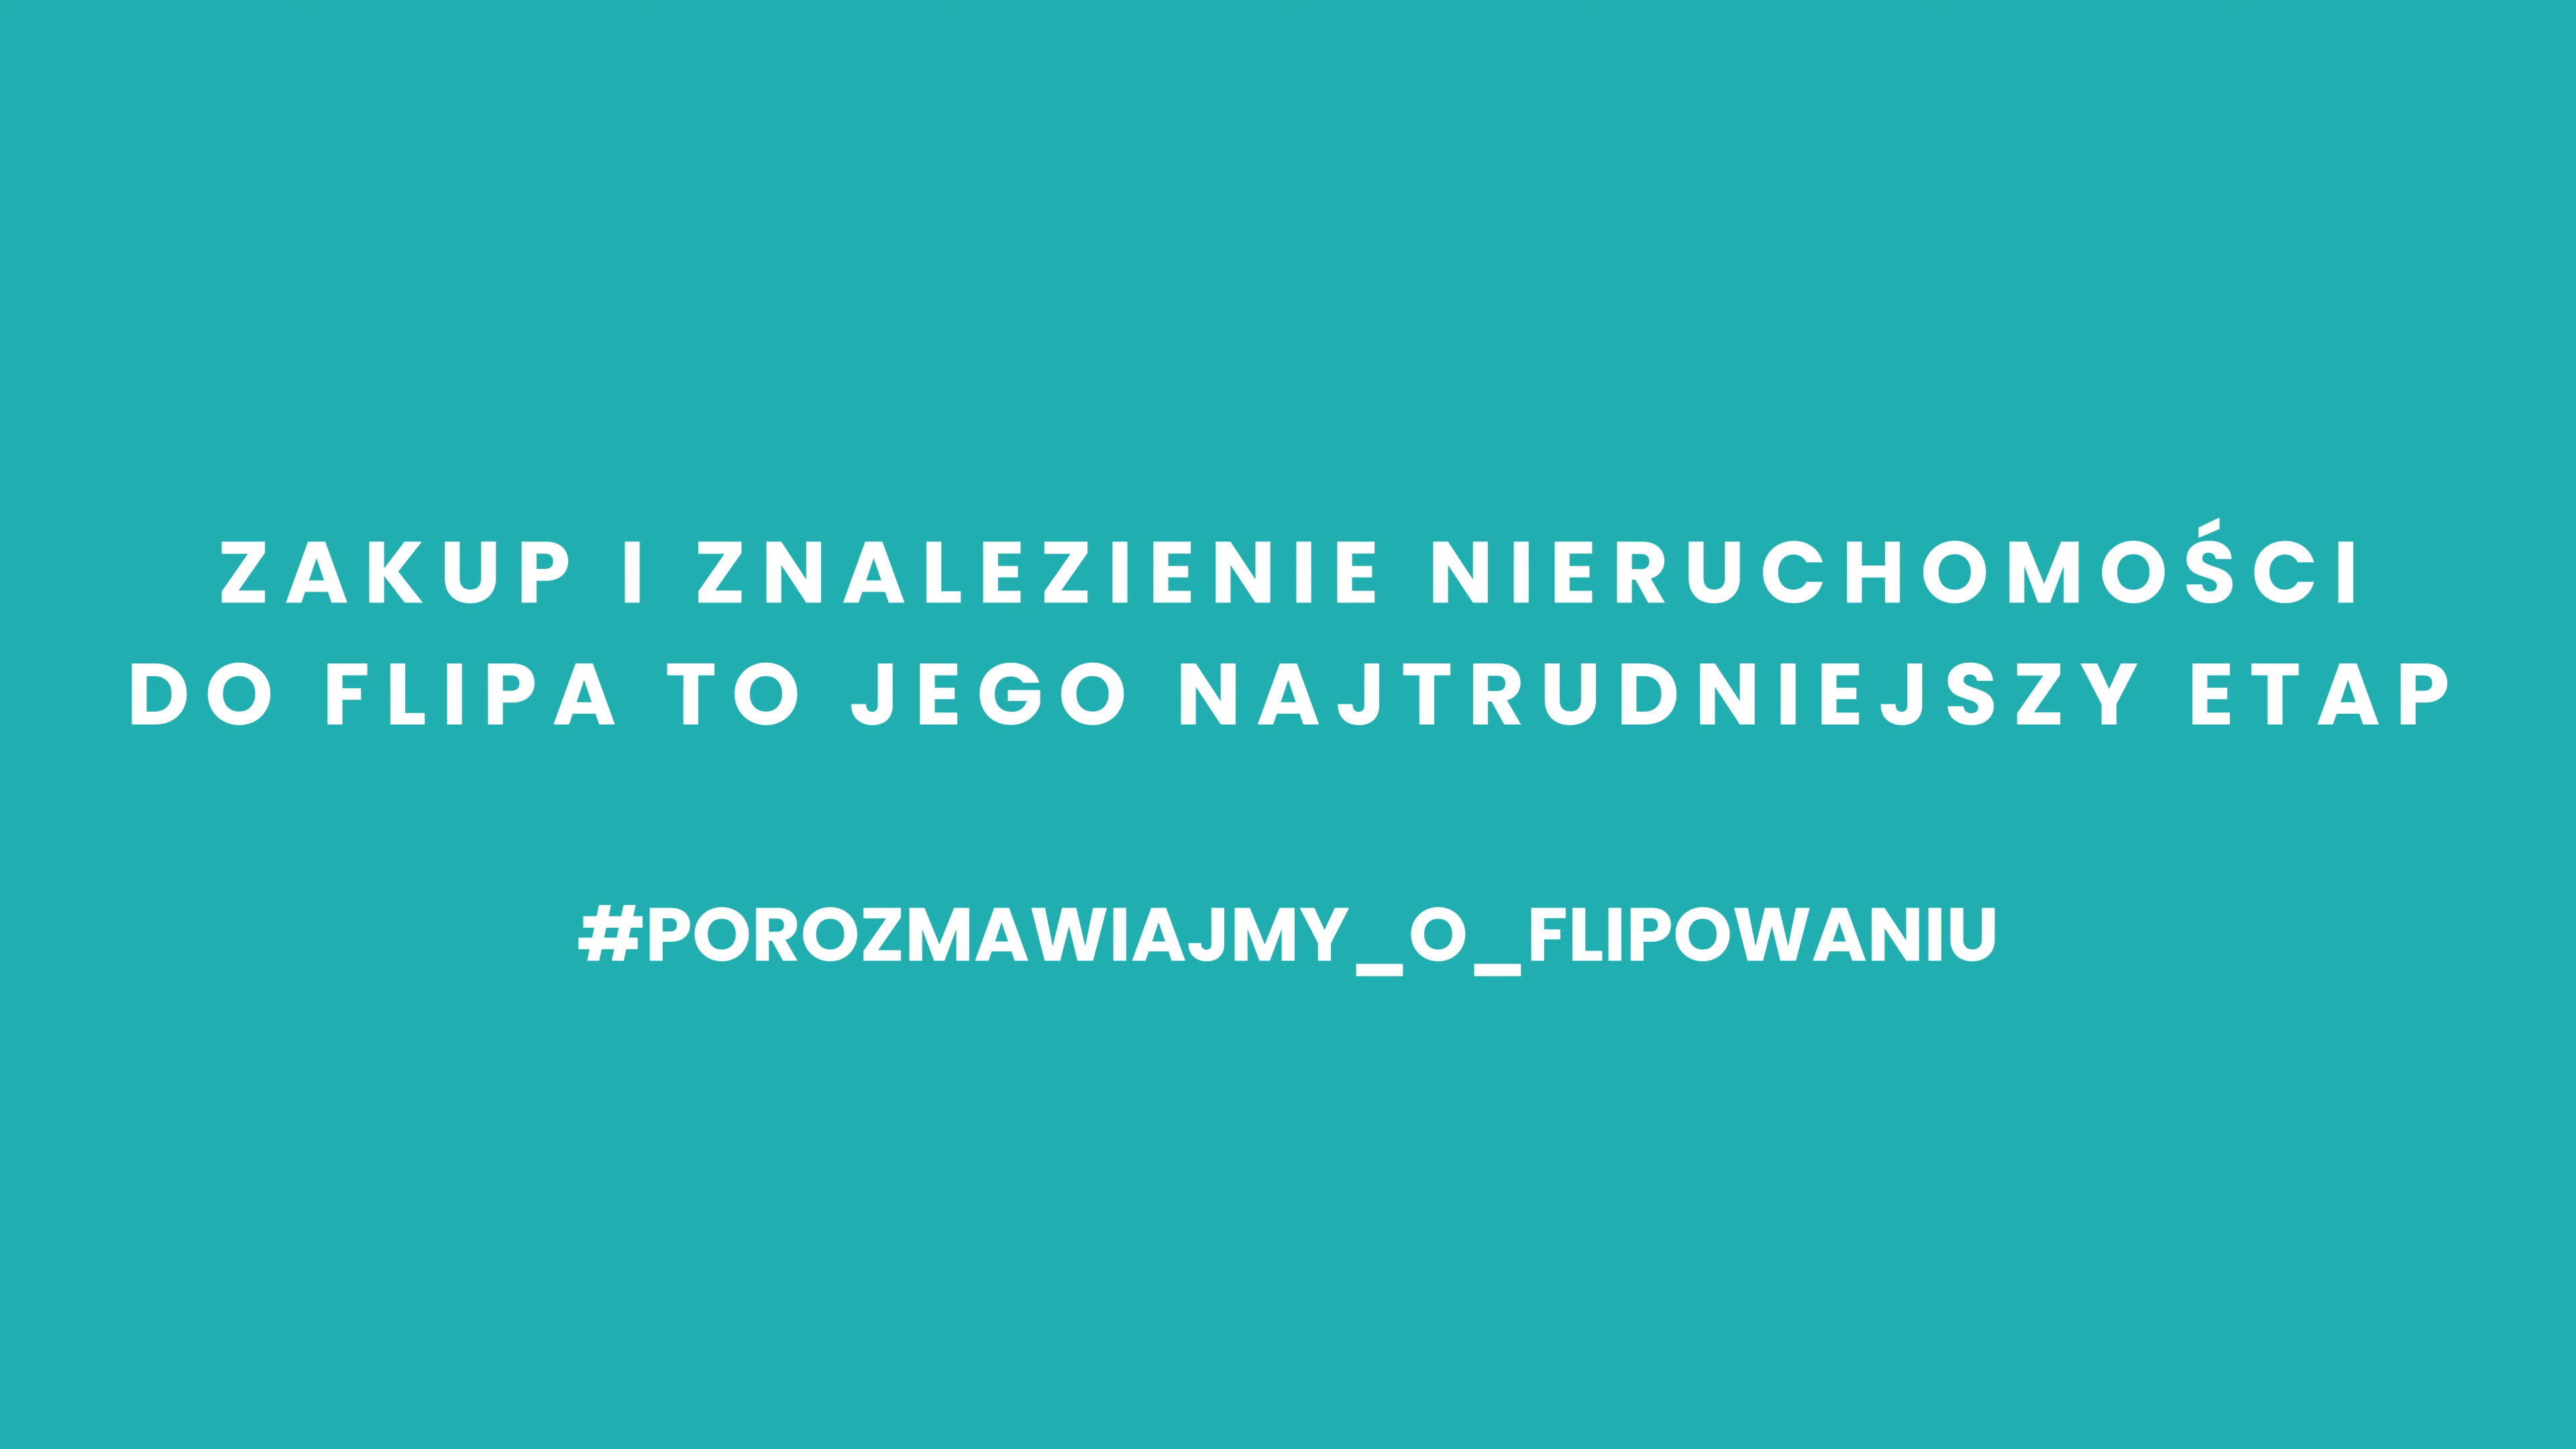 ZAKUP I ZNALEZIENIE NIERUCHOMOŚCI
DO FLIPA TO JEGO NAJTRUDNIEJSZY ETAP
#POROZMAWIAJMY_O_FLIPOWANIU